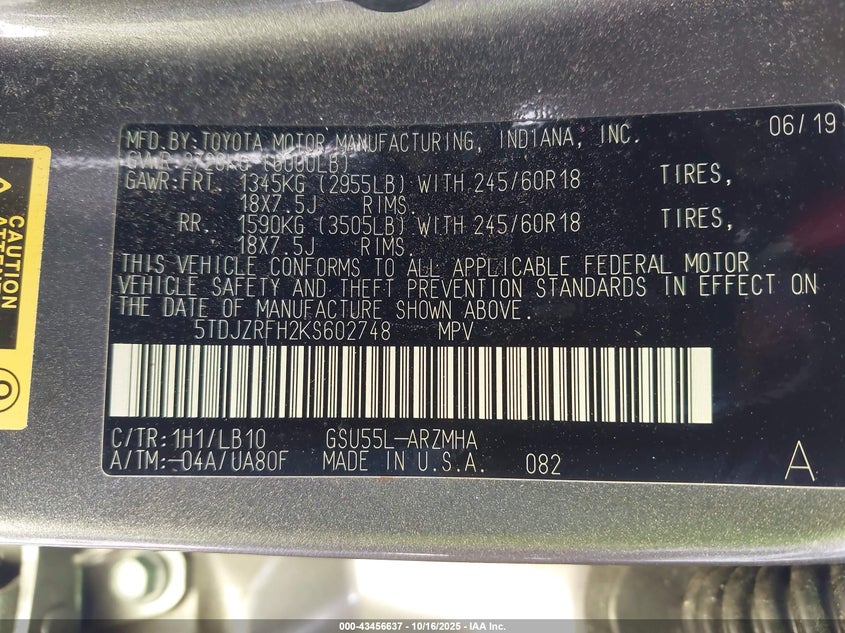 MFD.BY:TOYOTA MOTOR MANUFACTURING, INDIANA, INC. 06/19
(6000LB)
GAWR:FRT. 1345KG (2955LB) WITH 245/60R18 TIRES,
18X7.5J RIMS.
RR. 1590KG (3505LB) WITH 245/60R18 TIRES,
18X7.5J RIMS.
THIS VEHICLE CONFORMS TO ALL APPLICABLE FEDERAL MOTOR
VEHICLE SAFETY AND THEFT PREVENTION STANDARDS IN EFFECT ON
THE DATE OF MANUFACTURE SHOWN ABOVE.
5TDJZRFH2KS602748 MPV
C/TR:1H1/LB10 GSU55L-ARZMHA
A/TM:-04A/UA80F MADE IN U.S.A. 082 A
CAUTION
000-43456637 - 10/16/2025 - IAA Inc.